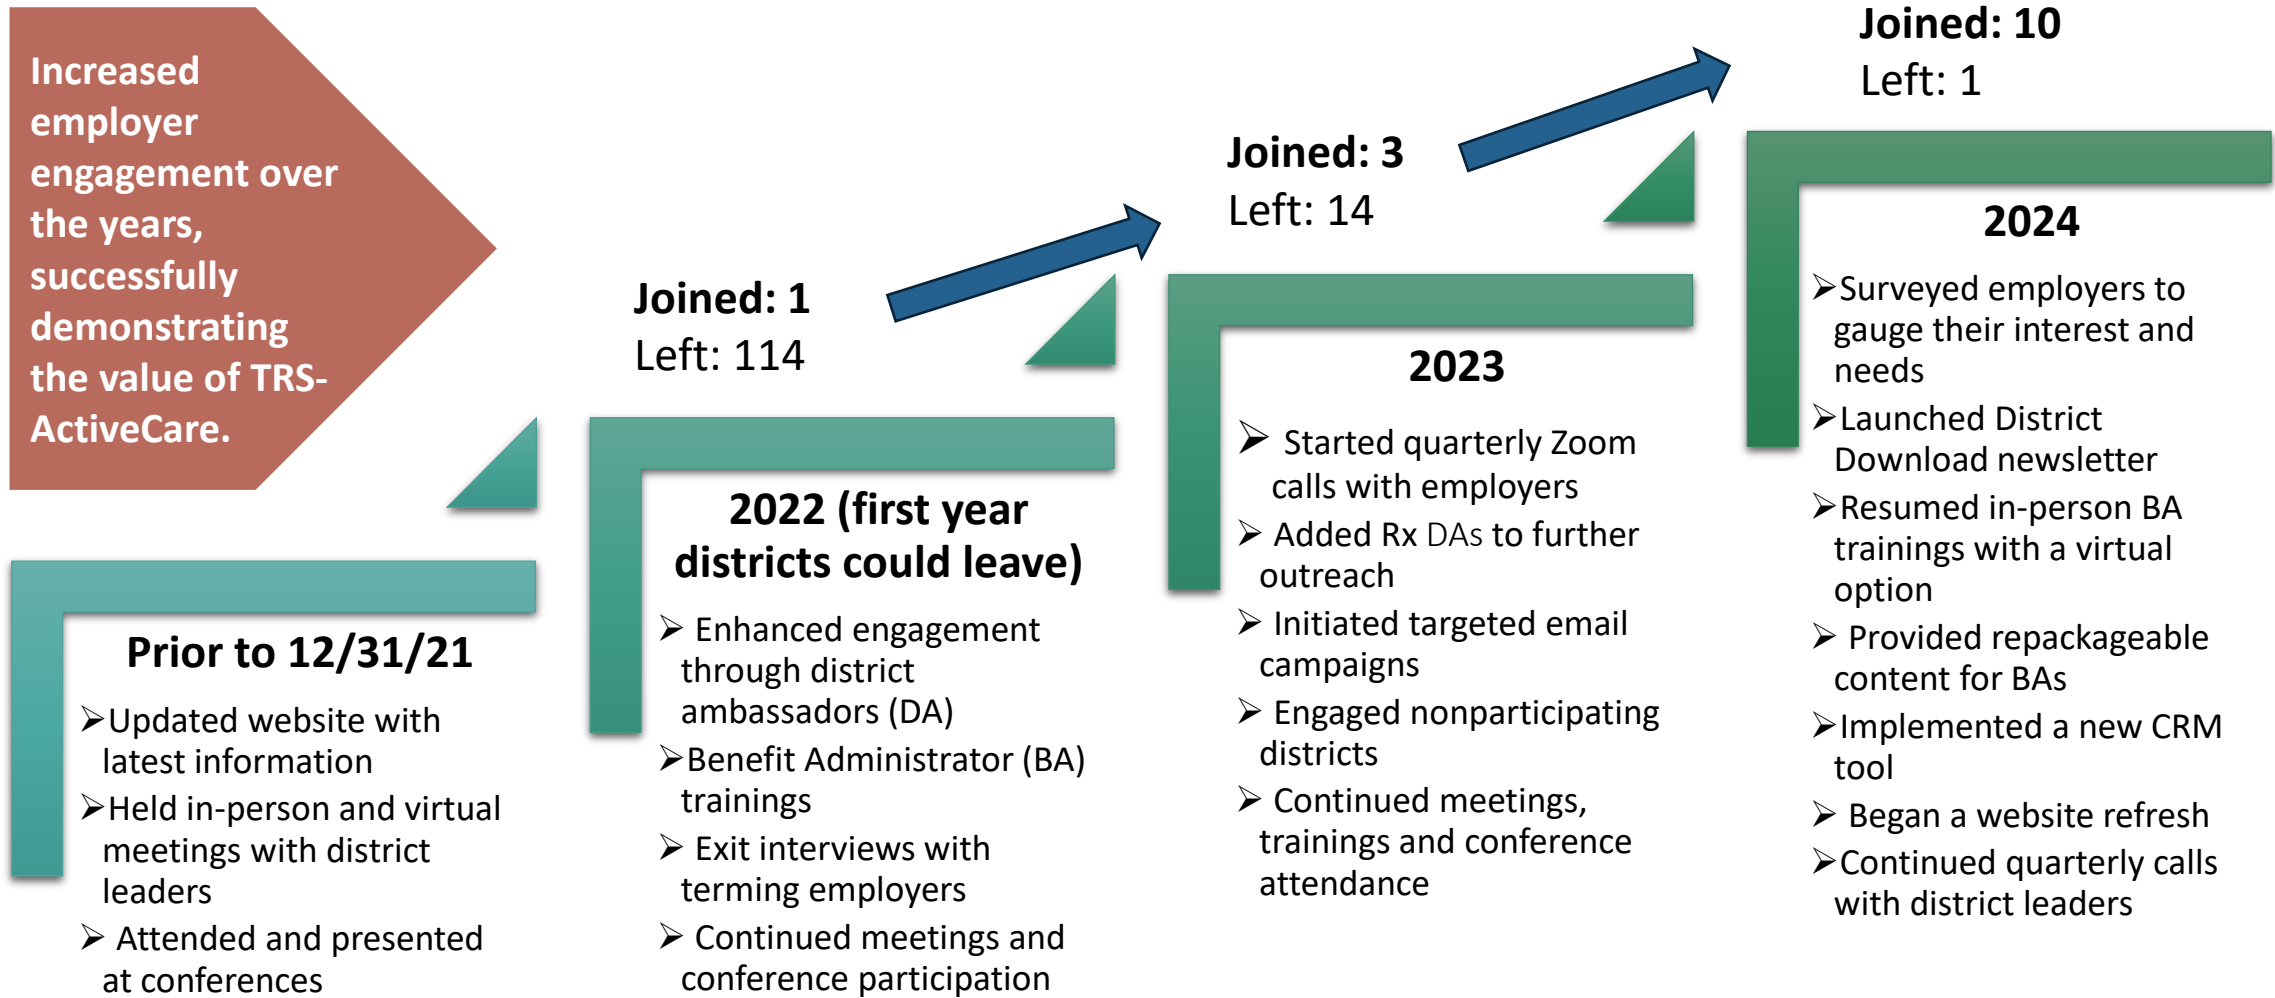 Increased
employer
engagement over
the years,
successfully
demonstrating
the value of TRS-
ActiveCare.
Prior to 12/31/21
➢Updated website with
latest information
➢Held in-person and virtual
meetings with district
leaders
➢ Attended and presented
at conferences
Joined: 1
Left: 114
2022 (first year
districts could leave)
➢ Enhanced engagement
through district
ambassadors (DA)
➢Benefit Administrator (BA)
trainings
➢ Exit interviews with
terming employers
➢ Continued meetings and
conference participation
Joined: 3
Left: 14
2023
➢ Started quarterly Zoom
calls with employers
➢ Added Rx DAs to further
outreach
➢ Initiated targeted email
campaigns
➢ Engaged nonparticipating
districts
➢ Continued meetings,
trainings and conference
attendance
Joined: 10
Left: 1
2024
➢Surveyed employers to
gauge their interest and
needs
➢Launched District
Download newsletter
➢Resumed in-person BA
trainings with a virtual
option
➢ Provided repackageable
content for BAs
➢Implemented a new CRM
tool
➢ Began a website refresh
➢Continued quarterly calls
with district leaders